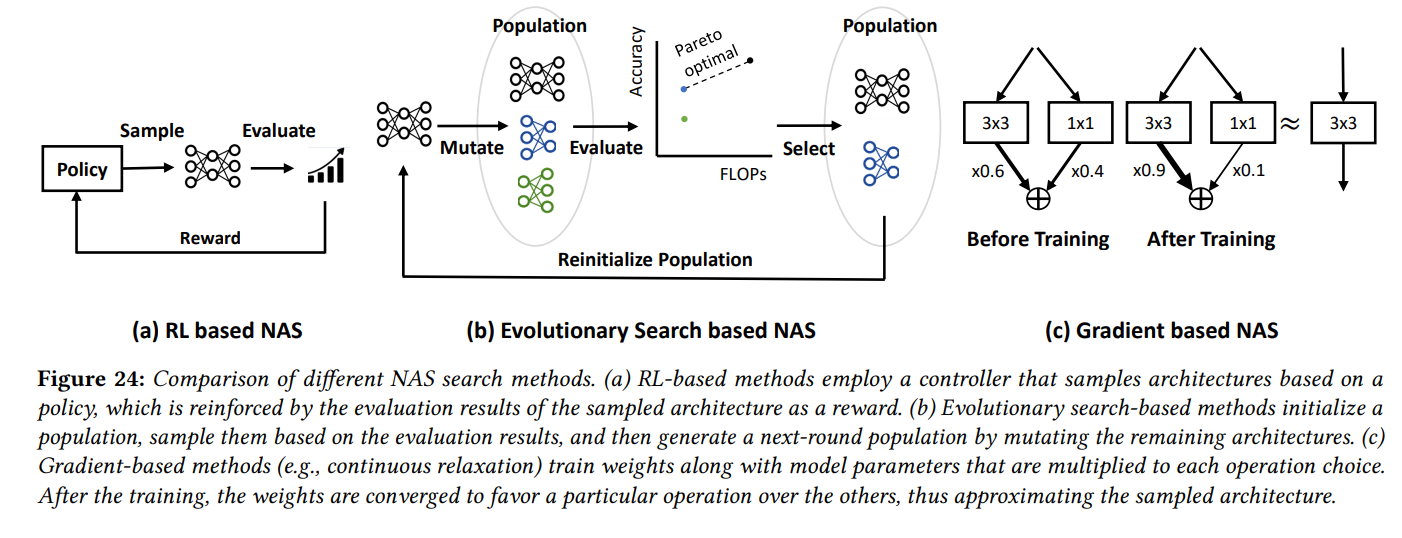 Policy
Sample
Evaluate
Reward
(a) RL based NAS
Population
Mutate
Evaluate
Accuracy
Pareto
optimal
FLOPs
Select
Population
Reinitialize Population
(b) Evolutionary Search based NAS
3x3
1x1
x0.6
x0.4
Before Training
3x3
1x1
x0.9
x0.1
After Training
≈
3x3
(c) Gradient based NAS
Figure 24: Comparison of different NAS search methods. (a) RL-based methods employ a controller that samples architectures based on a
policy, which is reinforced by the evaluation results of the sampled architecture as a reward. (b) Evolutionary search-based methods initialize a
population, sample them based on the evaluation results, and then generate a next-round population by mutating the remaining architectures. (c)
Gradient-based methods (e.g., continuous relaxation) train weights along with model parameters that are multiplied to each operation choice.
After the training, the weights are converged to favor a particular operation over the others, thus approximating the sampled architecture.